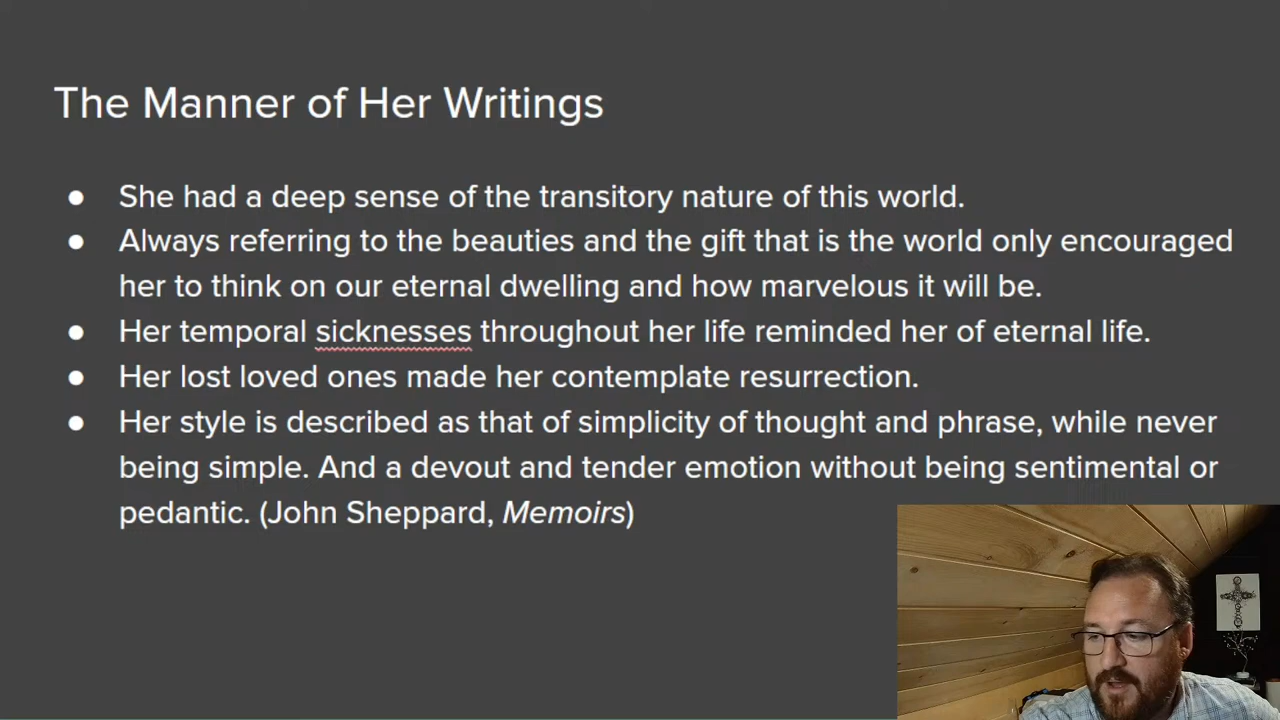 The Manner of Her Writings
● She had a deep sense of the transitory nature of this world.
● Always referring to the beauties and the gift that is the world only encouraged
her to think on our eternal dwelling and how marvelous it will be.
● Her temporal sicknesses throughout her life reminded her of eternal life.
● Her lost loved ones made her contemplate resurrection.
● Her style is described as that of simplicity of thought and phrase, while never
being simple. And a devout and tender emotion without being sentimental or
pedantic. (John Sheppard, Memoirs)